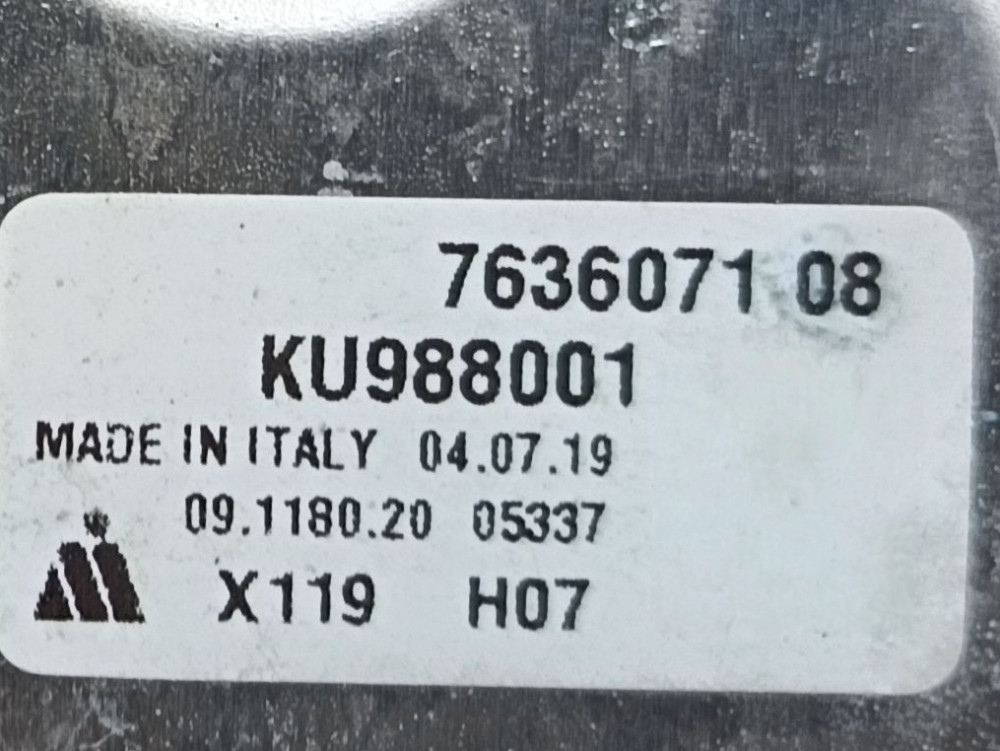 7636071 08
KU988001
MADE IN ITALY 04.07.19
09.1180.20 05337
X119 H07